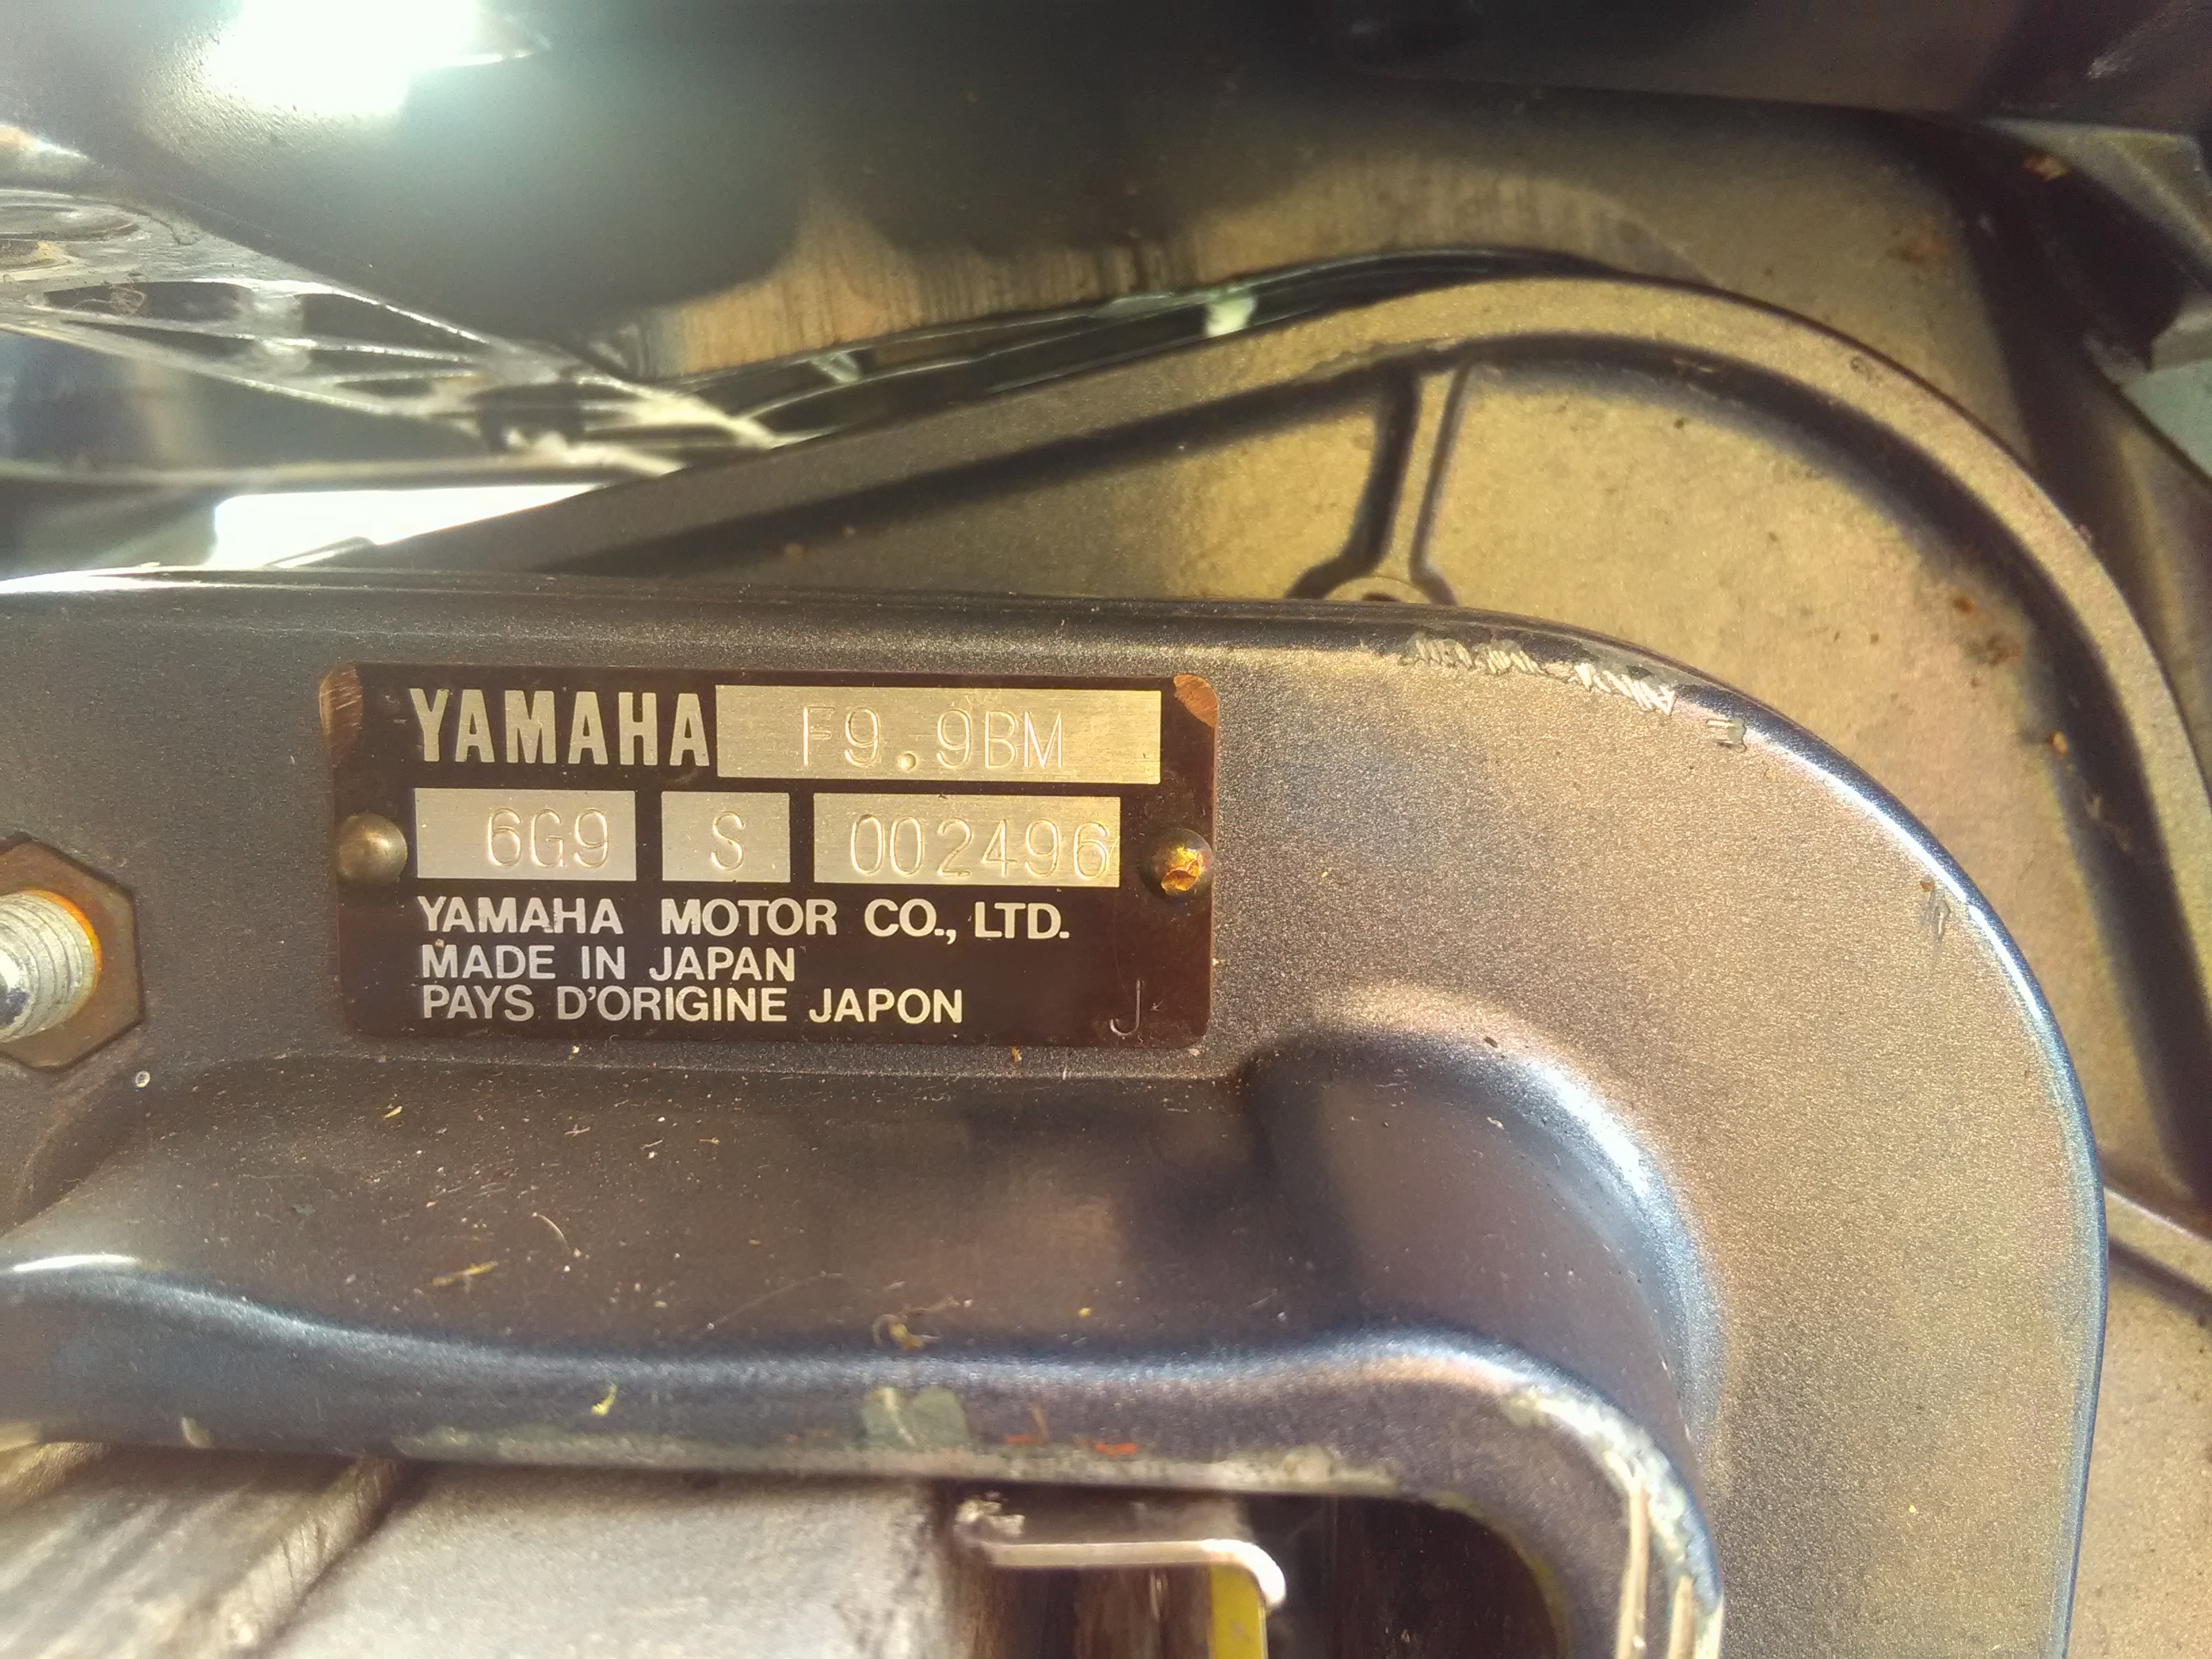 YAMAHA F9.9BM
6G9 S 002496
YAMAHA MOTOR CO., LTD.
MADE IN JAPAN
PAYS D'ORIGINE JAPON
J